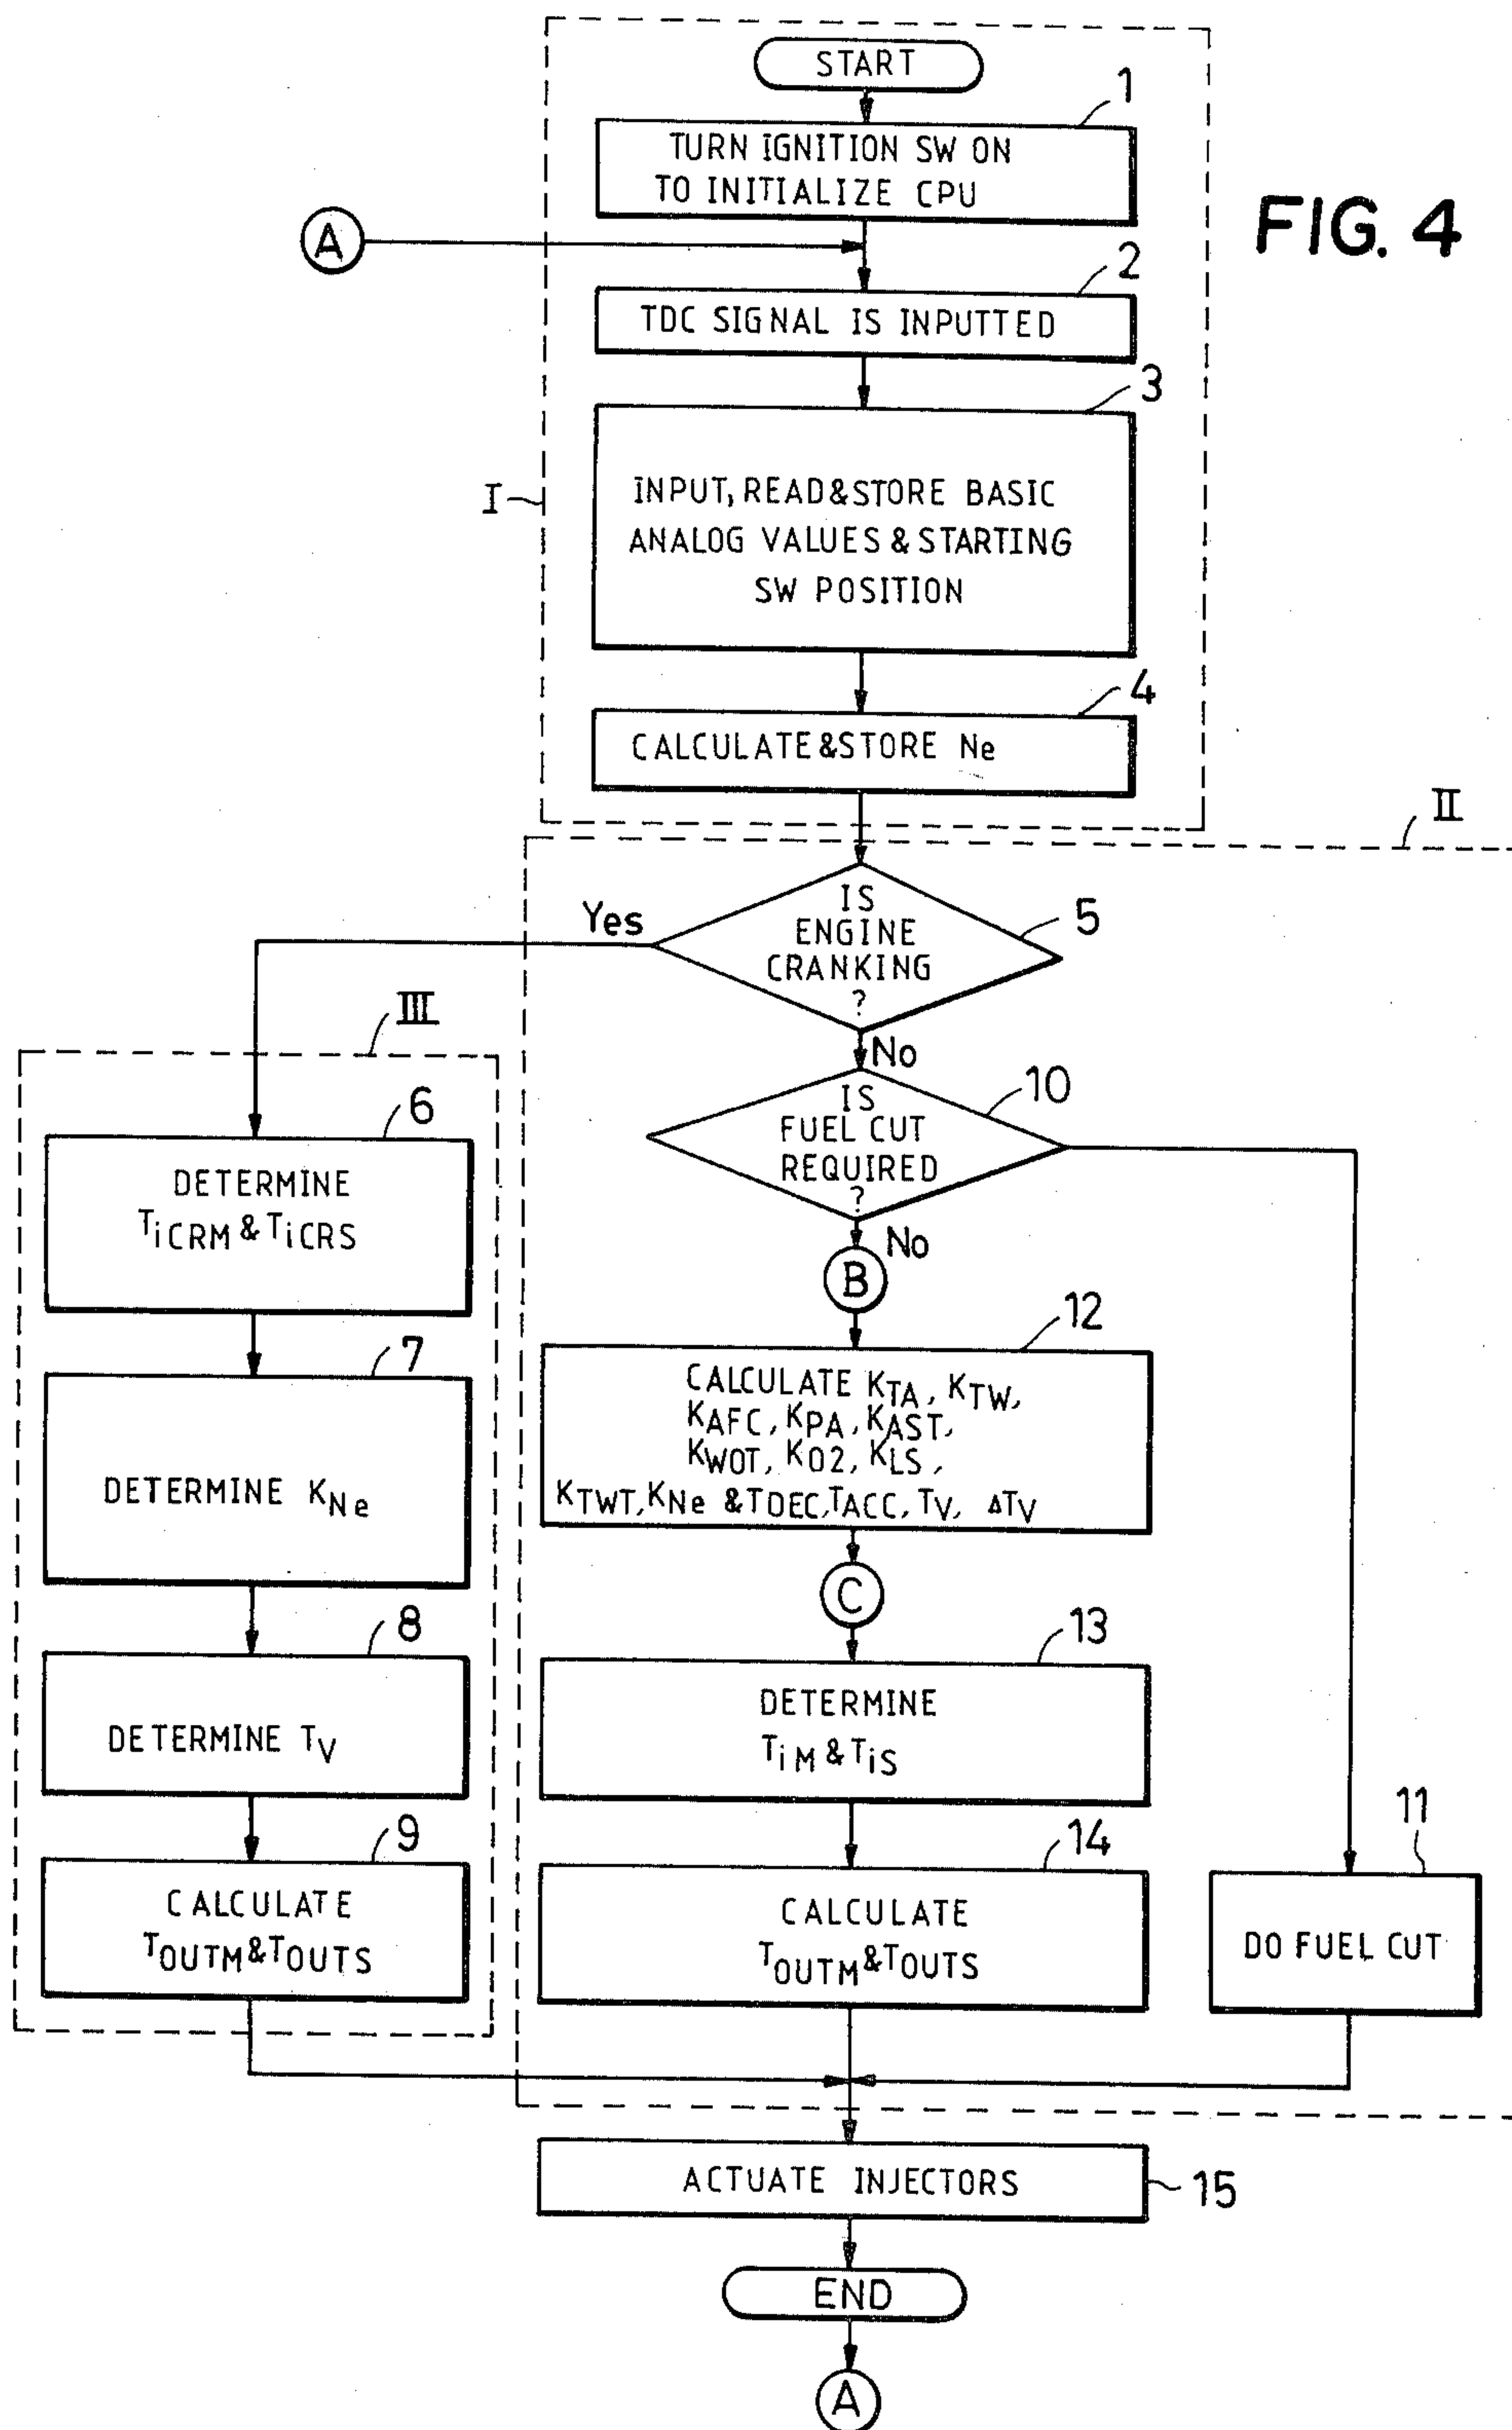 START
1
TURN IGNITION SW ON
TO INITIALIZE CPU
FIG. 4
A
2
TDC SIGNAL IS INPUTTED
3
I
INPUT, READ&STORE BASIC
ANALOG VALUES & STARTING
SW POSITION
4
CALCULATE&STORE Ne
II
Yes
IS
ENGINE
CRANKING
?
5
III
No
6
DETERMINE
TiCRM & TiCRS
10
IS
FUEL CUT
REQUIRED
?
No
B
7
DETERMINE KNe
12
CALCULATE KTA, KTW,
KAFC, KPA, KAST,
KWOT, KO2, KLS,
KTWT, KNe & TDEC, TACC, TV, ΔTV
C
8
DETERMINE TV
13
DETERMINE
TiM & TiS
9
CALCULATE
TOUTM&TOUTS
14
CALCULATE
TOUTM&TOUTS
11
DO FUEL CUT
ACTUATE INJECTORS
15
END
A